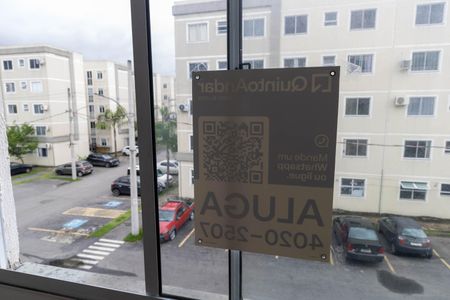 QuintoAndar
Mande um
Whatsapp
ou ligue.
ALUGA
4020-2507